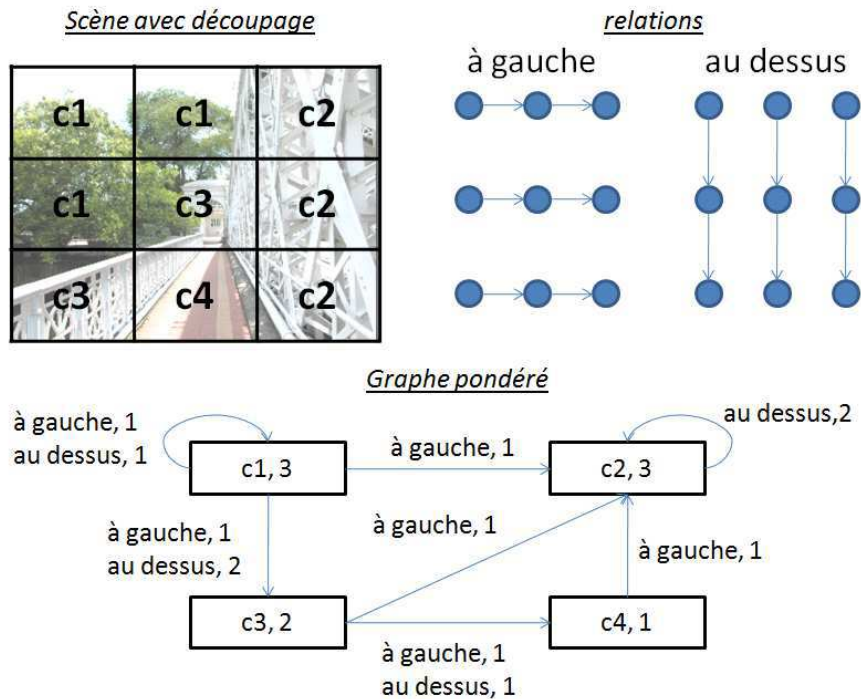 Scène avec découpage
relations
à gauche
au dessus
c1 c1 c2
c1 c3 c2
c3 c4 c2
Graphe pondéré
à gauche, 1
au dessus, 1
c1, 3
à gauche, 1
c2, 3
au dessus,2
à gauche, 1
au dessus, 2
à gauche, 1
à gauche, 1
c3, 2
c4, 1
à gauche, 1
au dessus, 1